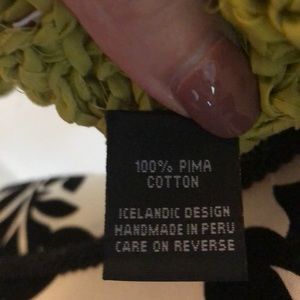 100% PIMA
COTTON
ICELANDIC DESIGN
HANDMADE IN PERU
CARE ON REVERSE